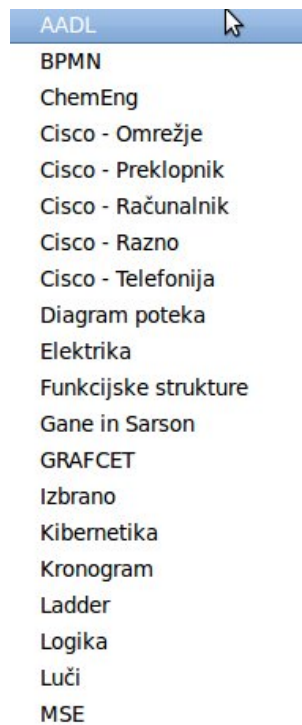 AADL
BPMN
ChemEng
Cisco - Omrežje
Cisco - Preklopnik
Cisco - Računalnik
Cisco - Razno
Cisco - Telefonija
Diagram poteka
Elektrika
Funkcijske strukture
Gane in Sarson
GRAFCET
Izbrano
Kibernetika
Kronogram
Ladder
Logika
Luči
MSE